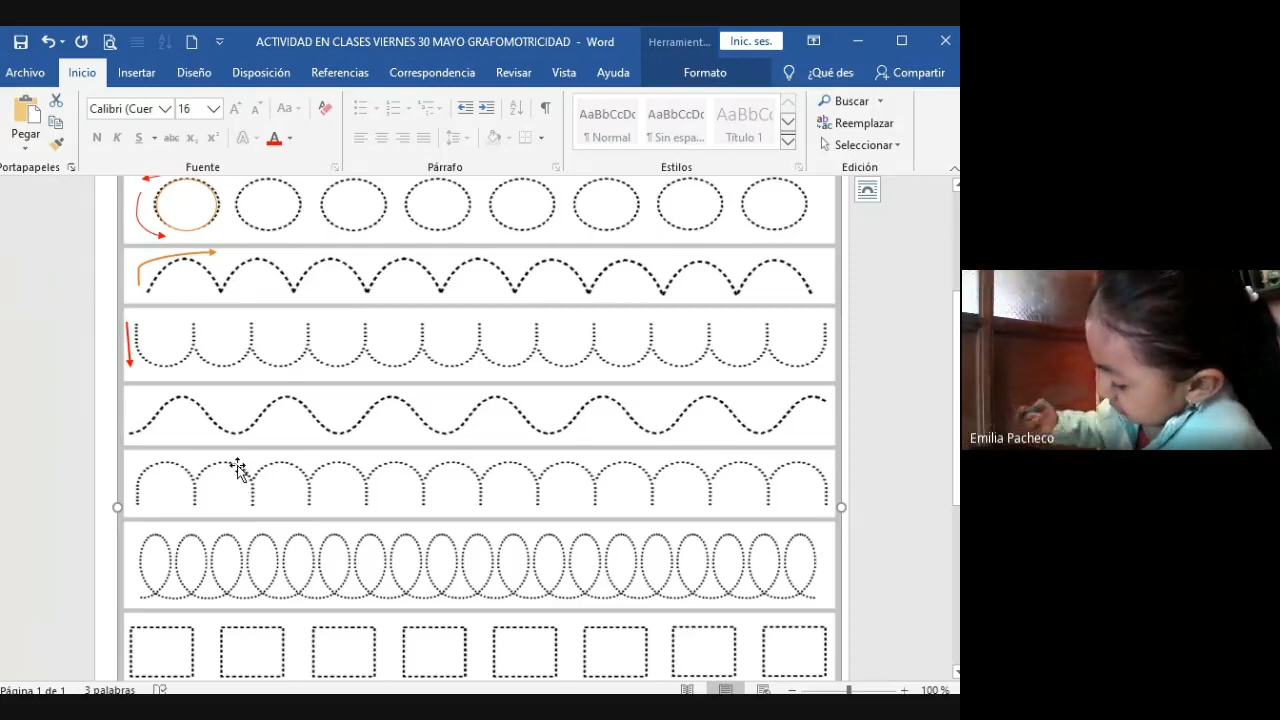 ACTIVIDAD EN CLASES VIERNES 30 MAYO GRAFOMOTRICIDAD - Word
Herramient...
Inic. ses.
Archivo Inicio Insertar Diseño Disposición Referencias Correspondencia Revisar Vista Ayuda Formato ¿Qué des Compartir
Calibri (Cuer 16 Aa
AaBbCcDc AaBbCcDc AaBbCc
Buscar
Pegar
N K S abc x₂ x² A A
¶ Normal ¶ Sin espa... Título 1
Reemplazar
Seleccionar
Portapapeles Fuente Párrafo Estilos Edición
Emilia Pacheco
Página 1 de 1 3 palabras 100 %